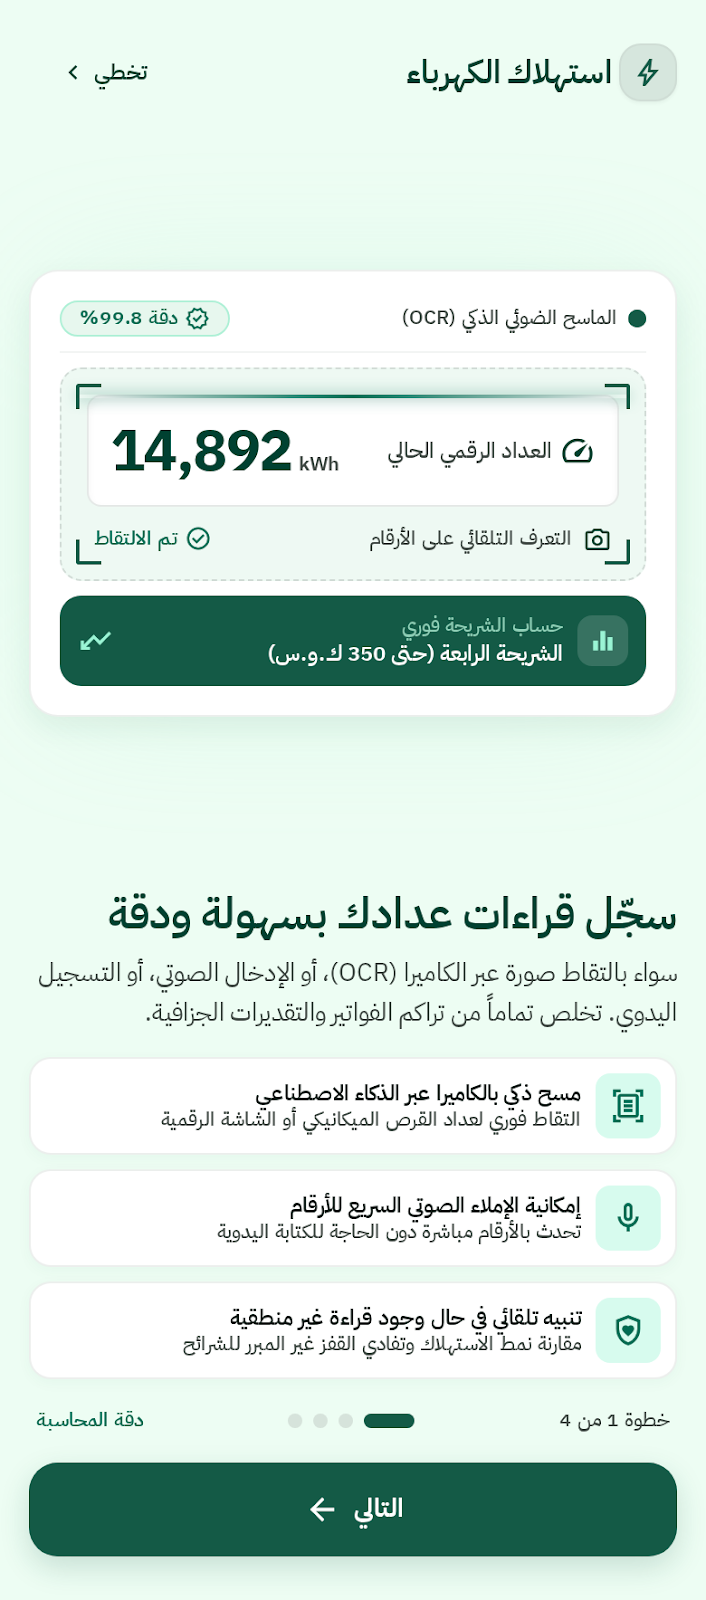 استهلاك الكهرباء
تخطي
الماسح الضوئي الذكي (OCR)
دقة 99.8%
العداد الرقمي الحالي
14,892 kWh
التعرف التلقائي على الأرقام
تم الالتقاط
حساب الشريحة فوري
الشريحة الرابعة (حتى 350 ك.و.س)
سجّل قراءات عدادك بسهولة ودقة
سواء بالتقاط صورة عبر الكاميرا (OCR)، أو الإدخال الصوتي، أو التسجيل
اليدوي. تخلص تماماً من تراكم الفواتير والتقديرات الجزافية.
مسح ذكي بالكاميرا عبر الذكاء الاصطناعي
التقاط فوري لعداد القرص الميكانيكي أو الشاشة الرقمية
إمكانية الإملاء الصوتي السريع للأرقام
تحدث بالأرقام مباشرة دون الحاجة للكتابة اليدوية
تنبيه تلقائي في حال وجود قراءة غير منطقية
مقارنة نمط الاستهلاك وتفادي القفز غير المبرر للشرائح
خطوة 1 من 4
دقة المحاسبة
التالي